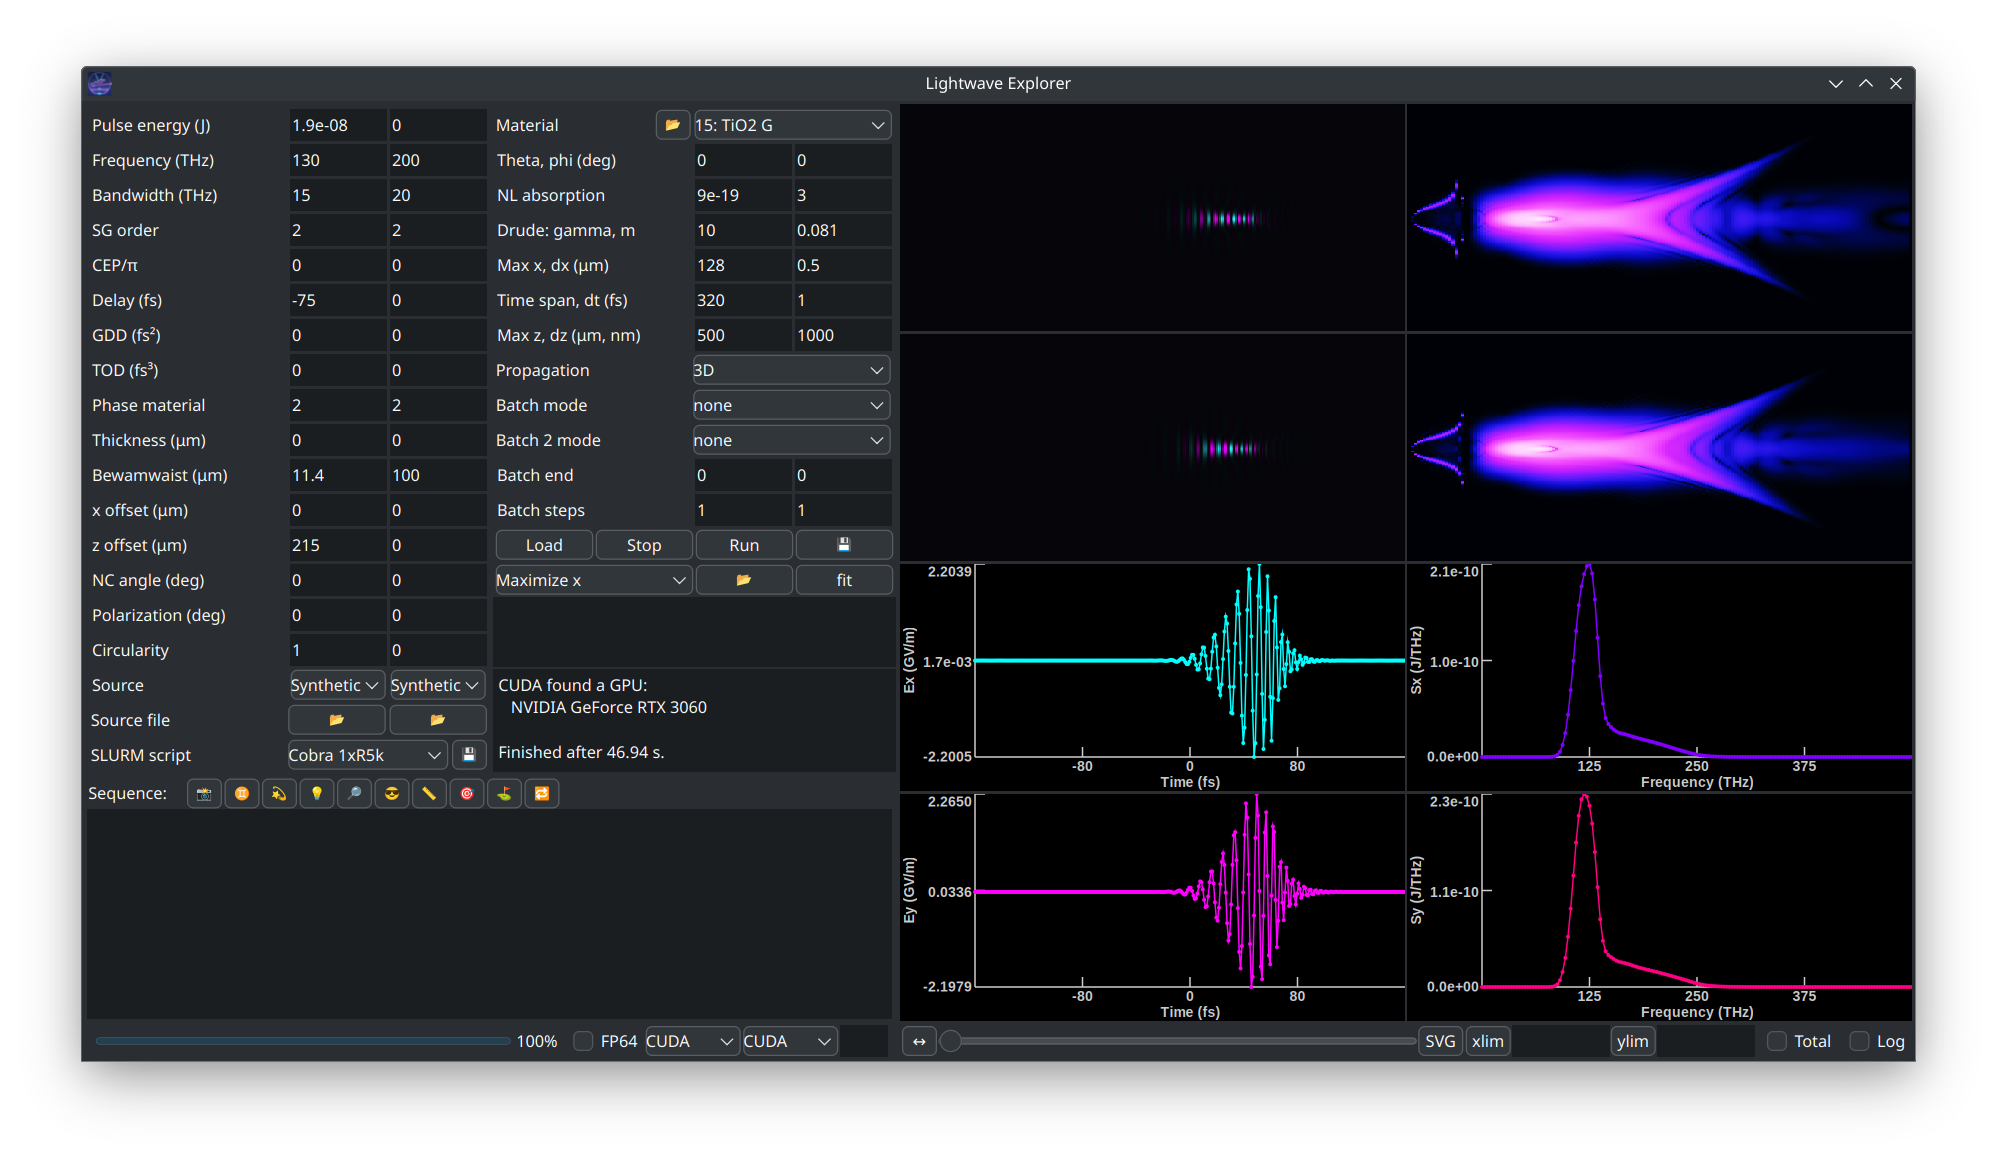 Lightwave Explorer
Pulse energy (J) 1.9e-08 0
Frequency (THz) 130 200
Bandwidth (THz) 15 20
SG order 2 2
CEP/π 0 0
Delay (fs) -75 0
GDD (fs²) 0 0
TOD (fs³) 0 0
Phase material 2 2
Thickness (μm) 0 0
Bewamwaist (μm) 11.4 100
x offset (μm) 0 0
z offset (μm) 215 0
NC angle (deg) 0 0
Polarization (deg) 0 0
Circularity 1 0
Source Synthetic Synthetic
Source file
SLURM script Cobra 1xR5k
Sequence:
Material 15: TiO2 G
Theta, phi (deg) 0 0
NL absorption 9e-19 3
Drude: gamma, m 10 0.081
Max x, dx (μm) 128 0.5
Time span, dt (fs) 320 1
Max z, dz (μm, nm) 500 1000
Propagation 3D
Batch mode none
Batch 2 mode none
Batch end 0 0
Batch steps 1 1
Load Stop Run
Maximize x fit
CUDA found a GPU:
NVIDIA GeForce RTX 3060
Finished after 46.94 s.
100% FP64 CUDA CUDA
2.2039
Ex (GV/m)
1.7e-03
-2.2005
-80 0 80
Time (fs)
2.1e-10
Sx (J/THz)
1.0e-10
0.0e+00
125 250 375
Frequency (THz)
2.2650
Ey (GV/m)
0.0336
-2.1979
-80 0 80
Time (fs)
2.3e-10
Sy (J/THz)
1.1e-10
0.0e+00
125 250 375
Frequency (THz)
↔ SVG xlim ylim Total Log